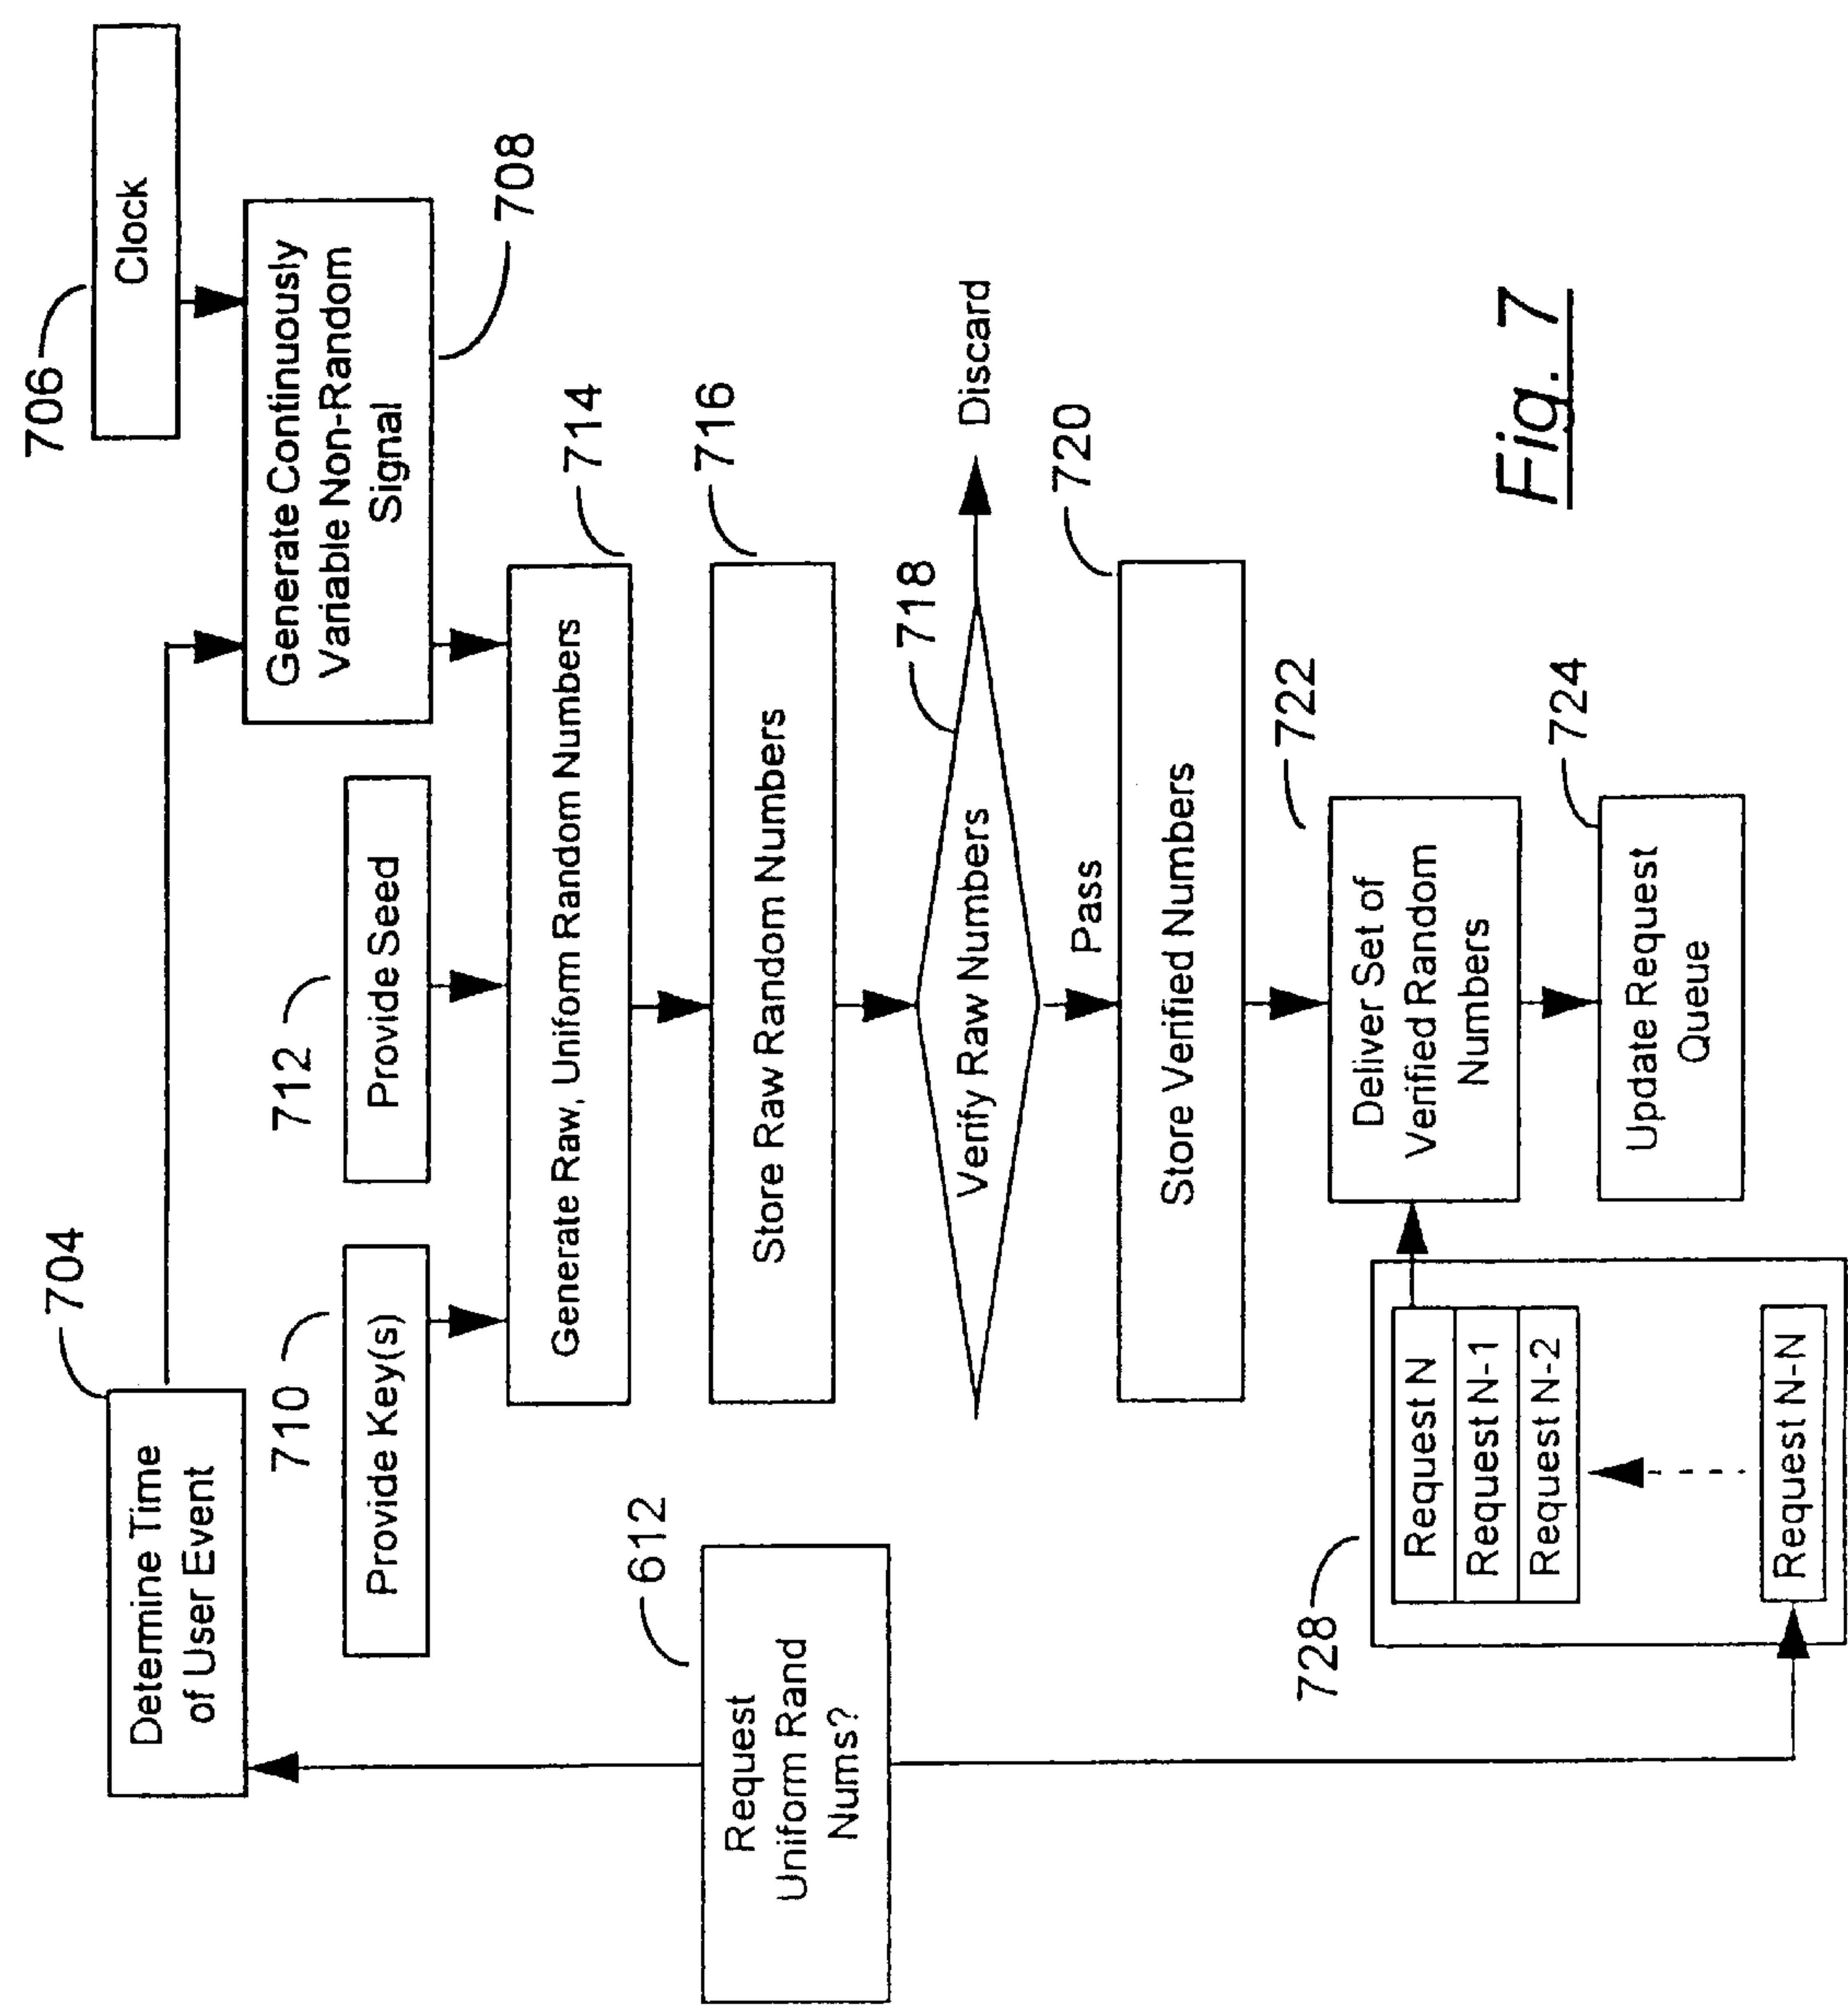 706
Clock
704
Detemine Time
of User Event
Generate Continuously
Variable Non-Random
Signal
708
710
Provide Key(s)
712
Provide Seed
714
Generate Raw, Uniform Random Numbers
612
Request
Uniform Rand
Nums?
716
Store Raw Random Numbers
718
Verify Raw Numbers
Discard
Pass
720
Store Verified Numbers
728
Request N
Request N-1
Request N-2
Request N-N
722
Deliver Set of
Verified Random
Numbers
724
Update Request
Queue
Fig. 7